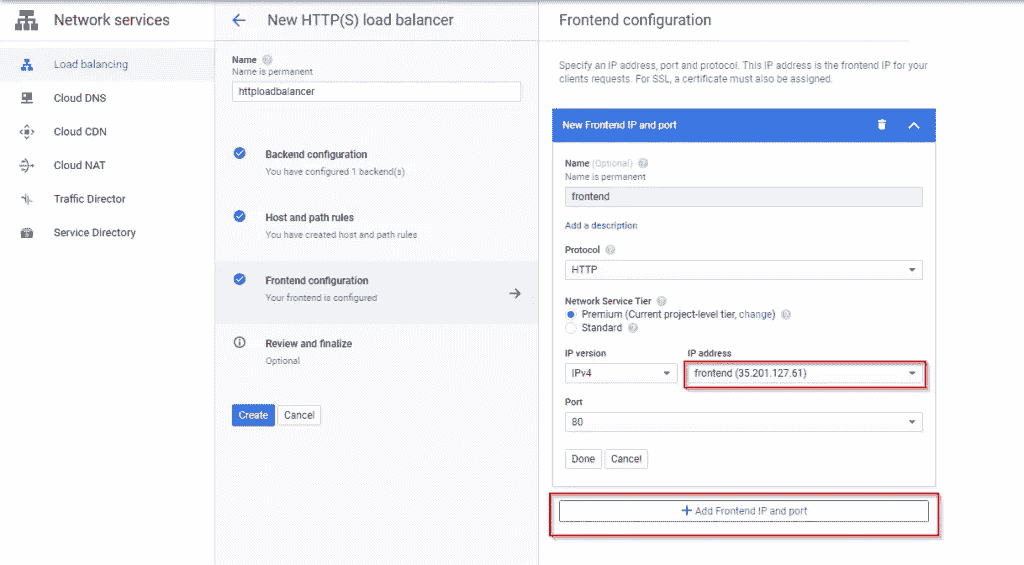 Network services
Load balancing
Cloud DNS
Cloud CDN
Cloud NAT
Traffic Director
Service Directory
New HTTP(S) load balancer
Name
Name is permanent
httploadbalancer
Backend configuration
You have configured 1 backend(s)
Host and path rules
You have created host and path rules
Frontend configuration
Your frontend is configured
Review and finalize
Optional
Create Cancel
Frontend configuration
Specify an IP address, port and protocol. This IP address is the frontend IP for your
clients requests. For SSL, a certificate must also be assigned.
New Frontend IP and port
Name (Optional)
Name is permanent
frontend
Add a description
Protocol
HTTP
Network Service Tier
Premium (Current project-level tier, change)
Standard
IP version IP address
IPv4 frontend (35.201.127.61)
Port
80
Done Cancel
+ Add Frontend IP and port